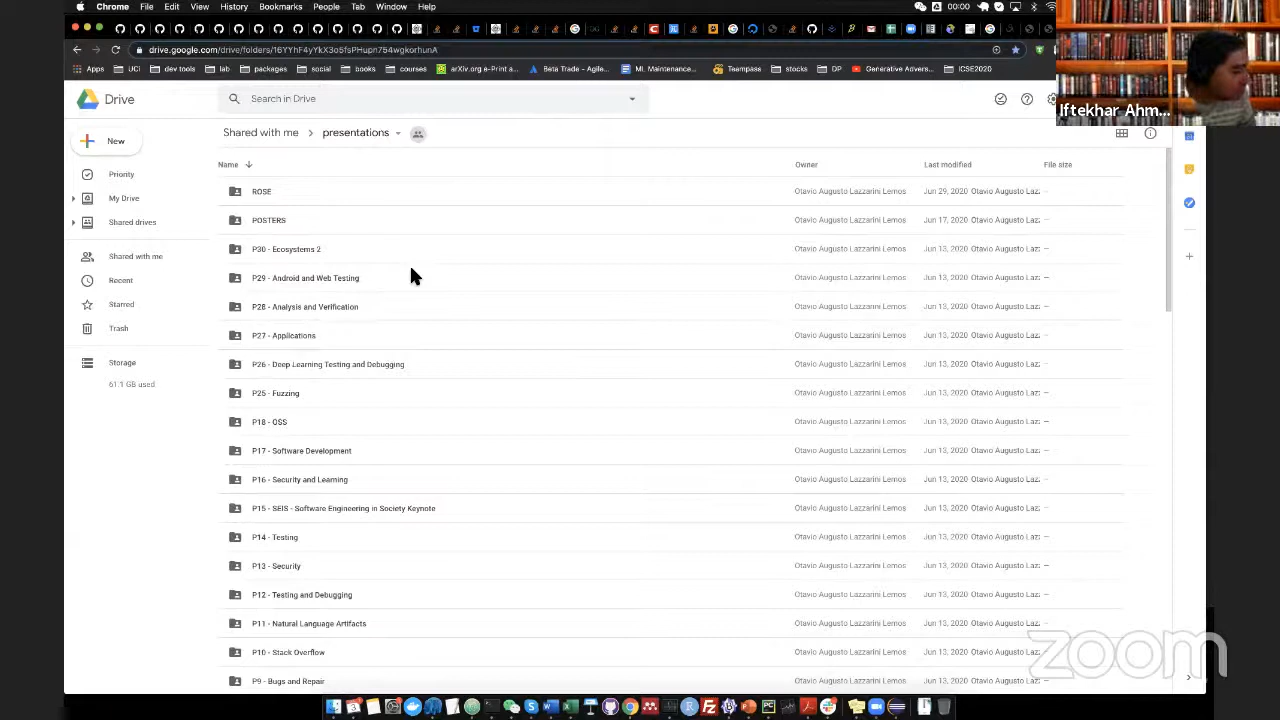 Chrome File Edit View History Bookmarks People Tab Window Help
00:00
drive.google.com/drive/folders/
Apps UCI dev tools lab packages social books courses arXiv.org e-Print a... Beta Trade - Agile... ML. Maintenance... Teampass stocks DP Generative Advers... ICSE2020
Iftekhar Ahm...
Drive
Search in Drive
New
Shared with me > presentations
Name Owner Last modified File size
Priority
My Drive
Shared drives
Shared with me
Recent
Starred
Trash
Storage
61.1 GB used
ROSE Otavio Augusto Lazzarini Lemos Jun 29, 2020 Otavio Augusto Laz: —
POSTERS Otavio Augusto Lazzarini Lemos Jun 17, 2020 Otavio Augusto Laz: —
P30 - Ecosystems 2 Otavio Augusto Lazzarini Lemos Jun 13, 2020 Otavio Augusto Laz: —
P29 - Android and Web Testing Otavio Augusto Lazzarini Lemos Jun 13, 2020 Otavio Augusto Laz: —
P28 - Analysis and Verification Otavio Augusto Lazzarini Lemos Jun 13, 2020 Otavio Augusto Laz: —
P27 - Applications Otavio Augusto Lazzarini Lemos Jun 13, 2020 Otavio Augusto Laz: —
P26 - Deep Learning Testing and Debugging Otavio Augusto Lazzarini Lemos Jun 13, 2020 Otavio Augusto Laz: —
P25 - Fuzzing Otavio Augusto Lazzarini Lemos Jun 13, 2020 Otavio Augusto Laz: —
P18 - OSS Otavio Augusto Lazzarini Lemos Jun 13, 2020 Otavio Augusto Laz: —
P17 - Software Development Otavio Augusto Lazzarini Lemos Jun 13, 2020 Otavio Augusto Laz: —
P16 - Security and Learning Otavio Augusto Lazzarini Lemos Jun 13, 2020 Otavio Augusto Laz: —
P15 - SEIS - Software Engineering in Society Keynote Otavio Augusto Lazzarini Lemos Jun 13, 2020 Otavio Augusto Laz: —
P14 - Testing Otavio Augusto Lazzarini Lemos Jun 13, 2020 Otavio Augusto Laz: —
P13 - Security Otavio Augusto Lazzarini Lemos Jun 13, 2020 Otavio Augusto Laz: —
P12 - Testing and Debugging Otavio Augusto Lazzarini Lemos Jun 13, 2020 Otavio Augusto Laz: —
P11 - Natural Language Artifacts Otavio Augusto Lazzarini Lemos Jun 13, 2020 Otavio Augusto Laz: —
P10 - Stack Overflow Otavio Augusto Lazzarini Lemos Jun 13, 2020 Otavio Augusto Laz: —
P9 - Bugs and Repair Otavio Augusto Lazzarini Lemos Jun 13, 2020 Otavio Augusto Laz: —
zoom